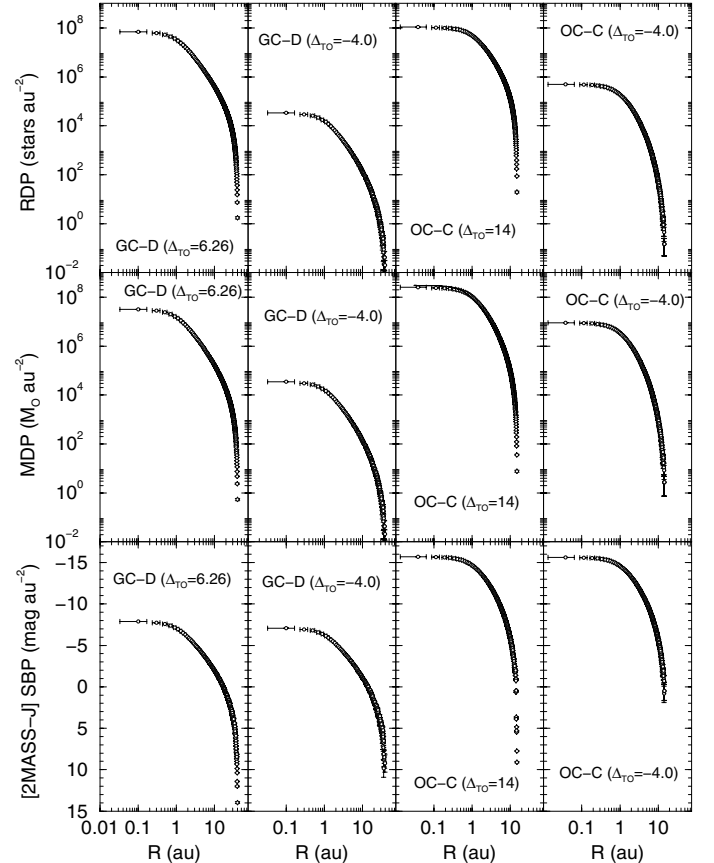 10⁸
10⁶
10⁴
10²
10⁰
10⁻²
RDP (stars au⁻²)
GC−D (Δ_TO=6.26)
GC−D (Δ_TO=−4.0)
OC−C (Δ_TO=14)
OC−C (Δ_TO=−4.0)
10⁸
10⁶
10⁴
10²
10⁰
10⁻²
MDP (M_O au⁻²)
GC−D (Δ_TO=6.26)
GC−D (Δ_TO=−4.0)
OC−C (Δ_TO=14)
OC−C (Δ_TO=−4.0)
−15
−10
−5
0
5
10
15
[2MASS−J] SBP (mag au⁻²)
GC−D (Δ_TO=6.26)
GC−D (Δ_TO=−4.0)
OC−C (Δ_TO=14)
OC−C (Δ_TO=−4.0)
0.01 0.1 1 10
0.1 1 10
0.1 1 10
0.1 1 10
R (au)
R (au)
R (au)
R (au)